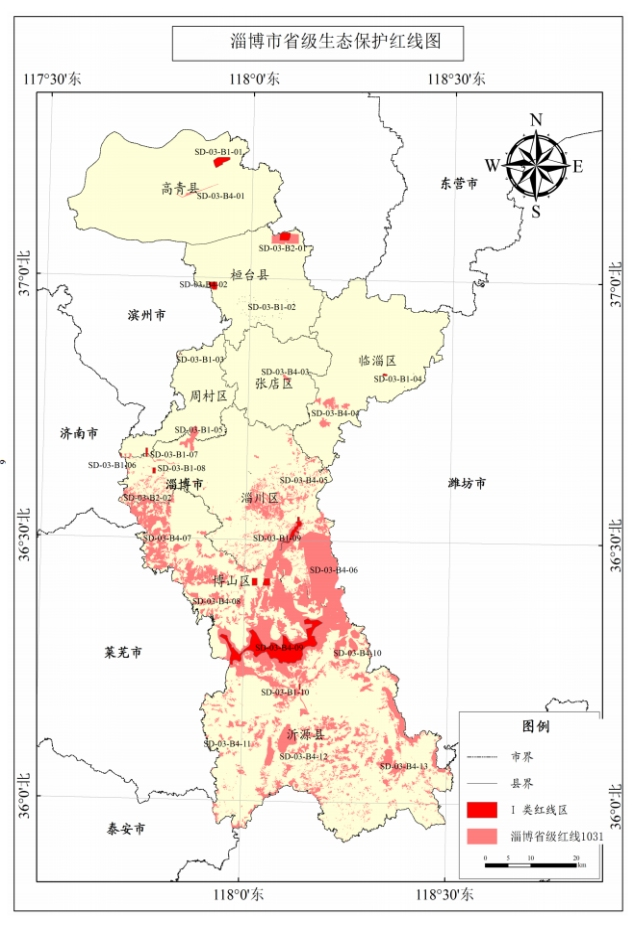 淄博市省级生态保护红线图
117°30′东
118°0′东
118°30′东
N
W
E
S
SD-03-B1-01
高青县
SD-03-B4-01
东营市
SD-03-B2-01
37°0′北
37°0′北
桓台县
SD-03-B4-02
SD-03-B1-02
滨州市
SD-03-B1-03
临淄区
SD-03-B4-03
张店区
SD-03-B1-04
周村区
SD-03-B4-04
SD-03-B1-05
济南市
SD-03-B1-07
SD-03-B1-06
SD-03-B1-08
淄博市
SD-03-B4-05
潍坊市
SD-03-B2-02
淄川区
SD-03-B4-07
SD-03-B1-09
36°30′北
36°30′北
SD-03-B4-06
博山区
SD-03-B4-08
SD-03-B4-09
莱芜市
SD-03-B4-10
SD-03-B1-10
沂源县
SD-03-B4-11
SD-03-B4-12
SD-03-B4-13
36°0′北
36°0′北
泰安市
图例
市界
县界
I 类红线区
淄博省级红线1031
0 5 10 20
km
118°0′东
118°30′东